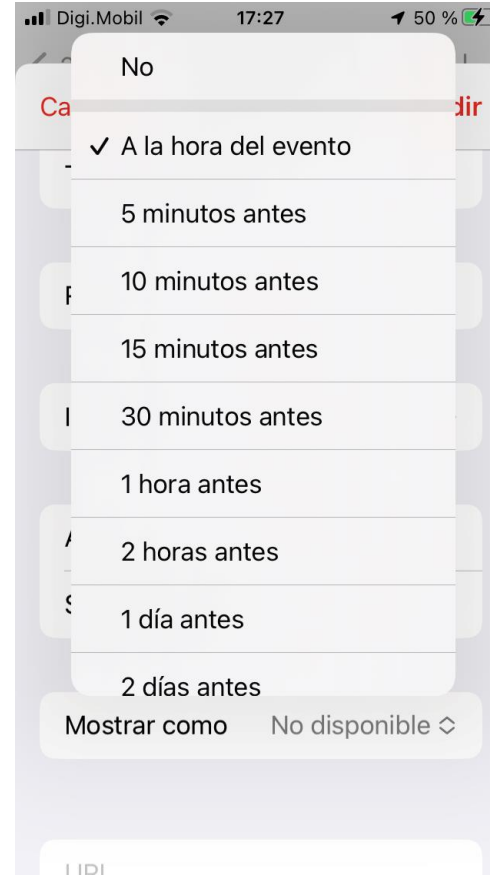 Digi.Mobil 17:27 50 %
No
Ca dir
A la hora del evento
5 minutos antes
10 minutos antes
15 minutos antes
30 minutos antes
1 hora antes
2 horas antes
1 día antes
2 días antes
Mostrar como No disponible
URL